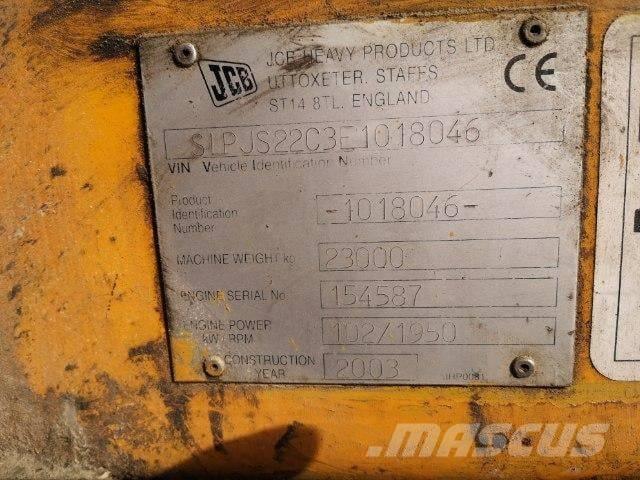 JCB
JCB HEAVY PRODUCTS LTD
UTTOXETER. STAFFS
ST14 8TL. ENGLAND
CE
SLPJS22C3E1018046
VIN Vehicle Identification Number
Product
Identification
Number
-1018046-
MACHINE WEIGHT kg
23000
ENGINE SERIAL No
154587
ENGINE POWER
kW / RPM
102/1950
CONSTRUCTION
YEAR
2003
MASCUS